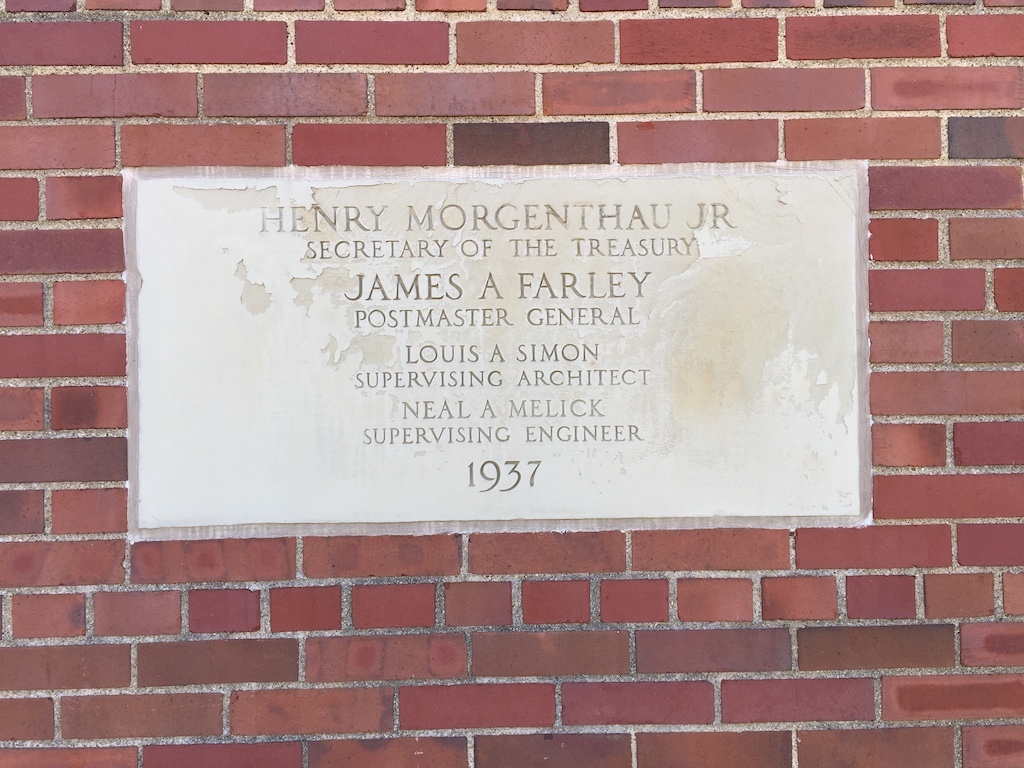 HENRY MORGENTHAU JR
SECRETARY OF THE TREASURY
JAMES A FARLEY
POSTMASTER GENERAL
LOUIS A SIMON
SUPERVISING ARCHITECT
NEAL A MELICK
SUPERVISING ENGINEER
1937